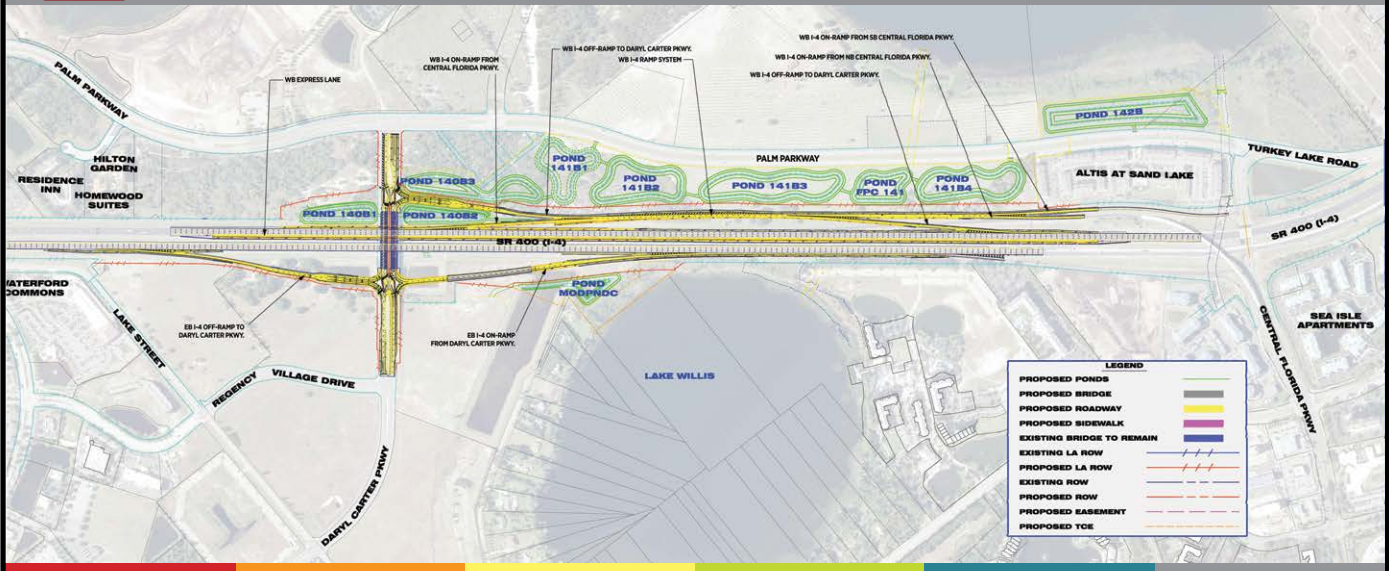 WB I-4 ON-RAMP FROM SB CENTRAL FLORIDA PKWY.
WB I-4 OFF-RAMP TO DARYL CARTER PKWY.
WB I-4 ON-RAMP FROM
CENTRAL FLORIDA PKWY.
WB I-4 RAMP SYSTEM
WB I-4 ON-RAMP FROM NB CENTRAL FLORIDA PKWY.
WB I-4 OFF-RAMP TO DARYL CARTER PKWY.
WB EXPRESS LANE
PALM PARKWAY
POND 142B
HILTON
GARDEN
RESIDENCE
INN
HOMEWOOD
SUITES
POND 140B3
POND
141B1
POND
141B2
PALM PARKWAY
POND 141B3
POND
FPC 141
POND
141B4
ALTIS AT SAND LAKE
TURKEY LAKE ROAD
POND 140B1
POND 140B2
SR 400 (I-4)
SR 400 (I-4)
WATERFORD
COMMONS
LAKE STREET
EB I-4 OFF-RAMP TO
DARYL CARTER PKWY.
POND
MODPNDC
EB I-4 ON-RAMP
FROM DARYL CARTER PKWY.
REGENCY VILLAGE DRIVE
LAKE WILLIS
DARYL CARTER PKWY
CENTRAL FLORIDA PKWY
SEA ISLE
APARTMENTS
LEGEND
PROPOSED PONDS
PROPOSED BRIDGE
PROPOSED ROADWAY
PROPOSED SIDEWALK
EXISTING BRIDGE TO REMAIN
EXISTING LA ROW
PROPOSED LA ROW
EXISTING ROW
PROPOSED ROW
PROPOSED EASEMENT
PROPOSED TCE